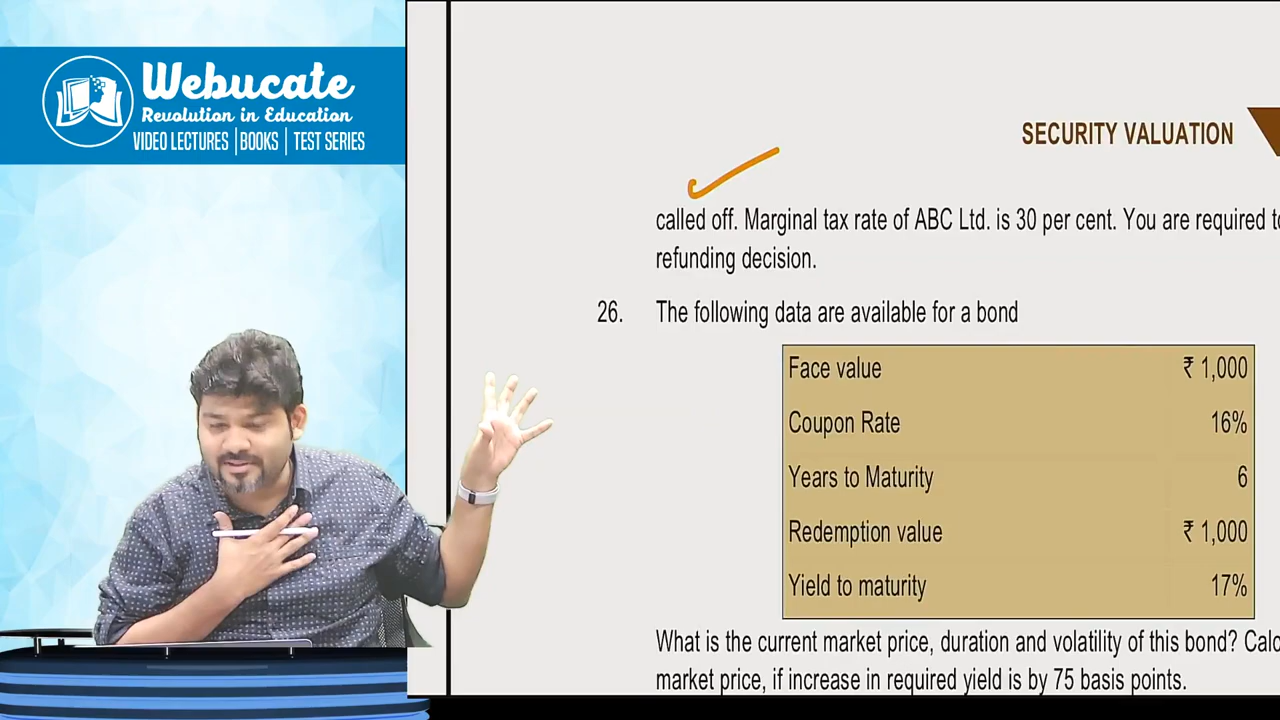 Webucate
Revolution in Education
VIDEO LECTURES | BOOKS | TEST SERIES
SECURITY VALUATION
called off. Marginal tax rate of ABC Ltd. is 30 per cent. You are required
refunding decision.
26. The following data are available for a bond
Face value ₹ 1,000
Coupon Rate 16%
Years to Maturity 6
Redemption value ₹ 1,000
Yield to maturity 17%
What is the current market price, duration and volatility of this bond?
market price, if increase in required yield is by 75 basis points.